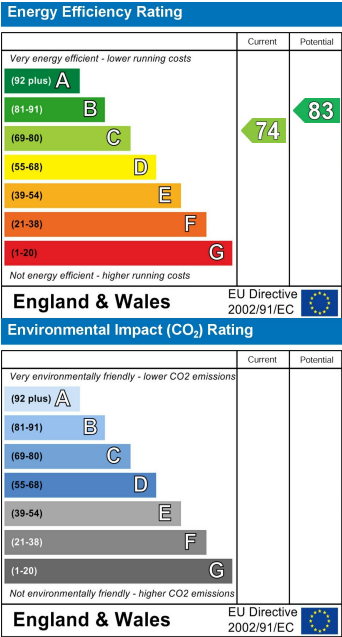 Energy Efficiency Rating
Current Potential
Very energy efficient - lower running costs
(92 plus) A
(81-91) B
83
(69-80) C
74
(55-68) D
(39-54) E
(21-38) F
(1-20) G
Not energy efficient - higher running costs
England & Wales
EU Directive
2002/91/EC
Environmental Impact (CO₂) Rating
Current Potential
Very environmentally friendly - lower CO2 emissions
(92 plus) A
(81-91) B
(69-80) C
(55-68) D
(39-54) E
(21-38) F
(1-20) G
Not environmentally friendly - higher CO2 emissions
England & Wales
EU Directive
2002/91/EC